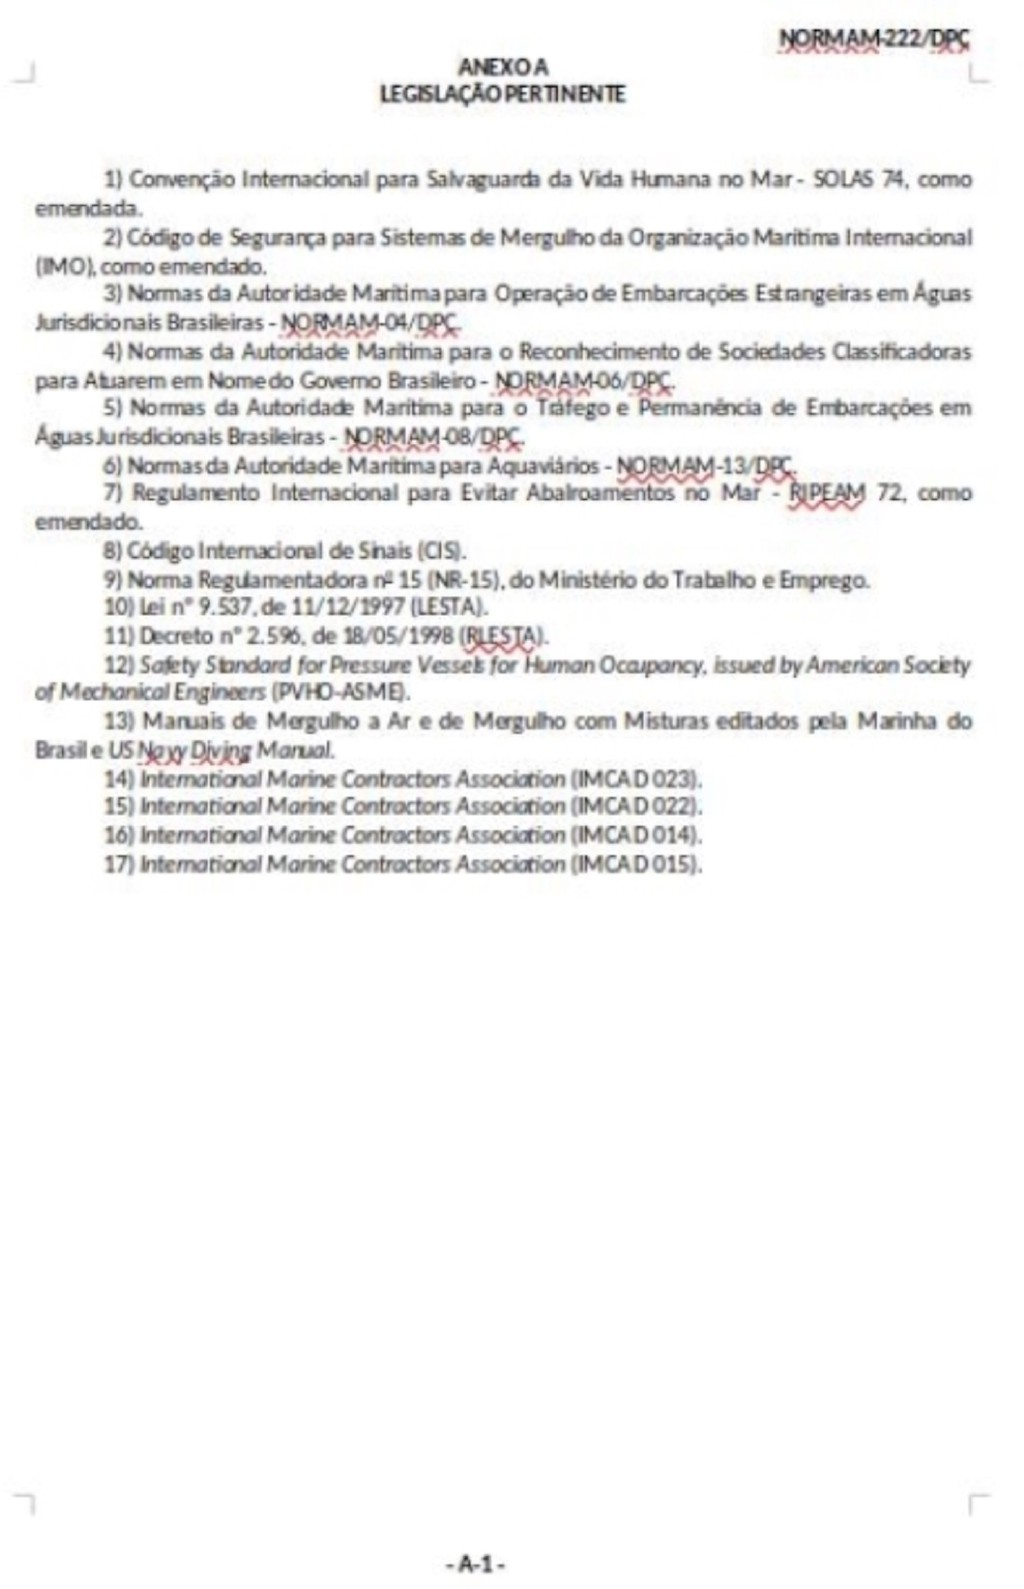 NORMAM-222/DPC
ANEXO A
LEGISLAÇÃO PERTINENTE
1) Convenção Internacional para Salvaguarda da Vida Humana no Mar - SOLAS 74, como
emendada.
2) Código de Segurança para Sistemas de Mergulho da Organização Marítima Internacional
(IMO), como emendado.
3) Normas da Autoridade Marítima para Operação de Embarcações Estrangeiras em Águas
Jurisdicionais Brasileiras - NORMAM-04/DPC.
4) Normas da Autoridade Marítima para o Reconhecimento de Sociedades Classificadoras
para Atuarem em Nome do Governo Brasileiro - NORMAM-06/DPC.
5) Normas da Autoridade Marítima para o Tráfego e Permanência de Embarcações em
Águas Jurisdicionais Brasileiras - NORMAM-08/DPC.
6) Normas da Autoridade Marítima para Aquaviários - NORMAM-13/DPC.
7) Regulamento Internacional para Evitar Abalroamentos no Mar - RIPEAM 72, como
emendado.
8) Código Internacional de Sinais (CIS).
9) Norma Regulamentadora nº 15 (NR-15), do Ministério do Trabalho e Emprego.
10) Lei n° 9.537, de 11/12/1997 (LESTA).
11) Decreto n° 2.596, de 18/05/1998 (RLESTA).
12) Safety Standard for Pressure Vessels for Human Occupancy, issued by American Society
of Mechanical Engineers (PVHO-ASME).
13) Manuais de Mergulho a Ar e de Mergulho com Misturas editados pela Marinha do
Brasil e US Navy Diving Manual.
14) International Marine Contractors Association (IMCA D 023).
15) International Marine Contractors Association (IMCA D 022).
16) International Marine Contractors Association (IMCA D 014).
17) International Marine Contractors Association (IMCA D 015).
- A-1 -